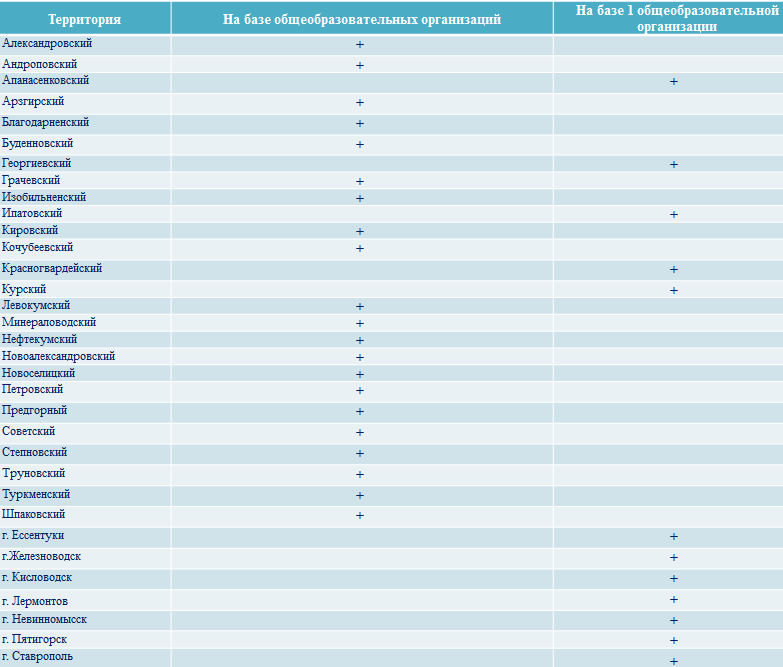 Территория На базе общеобразовательных организаций На базе 1 общеобразовательной
организации
Александровский +
Андроповский +
Апанасенковский +
Арзгирский +
Благодарненский +
Буденновский +
Георгиевский +
Грачевский +
Изобильненский +
Ипатовский +
Кировский +
Кочубеевский +
Красногвардейский +
Курский +
Левокумский +
Минераловодский +
Нефтекумский +
Новоалександровский +
Новоселицкий +
Петровский +
Предгорный +
Советский +
Степновский +
Труновский +
Туркменский +
Шпаковский +
г. Ессентуки +
г.Железноводск +
г. Кисловодск +
г. Лермонтов +
г. Невинномысск +
г. Пятигорск +
г. Ставрополь +